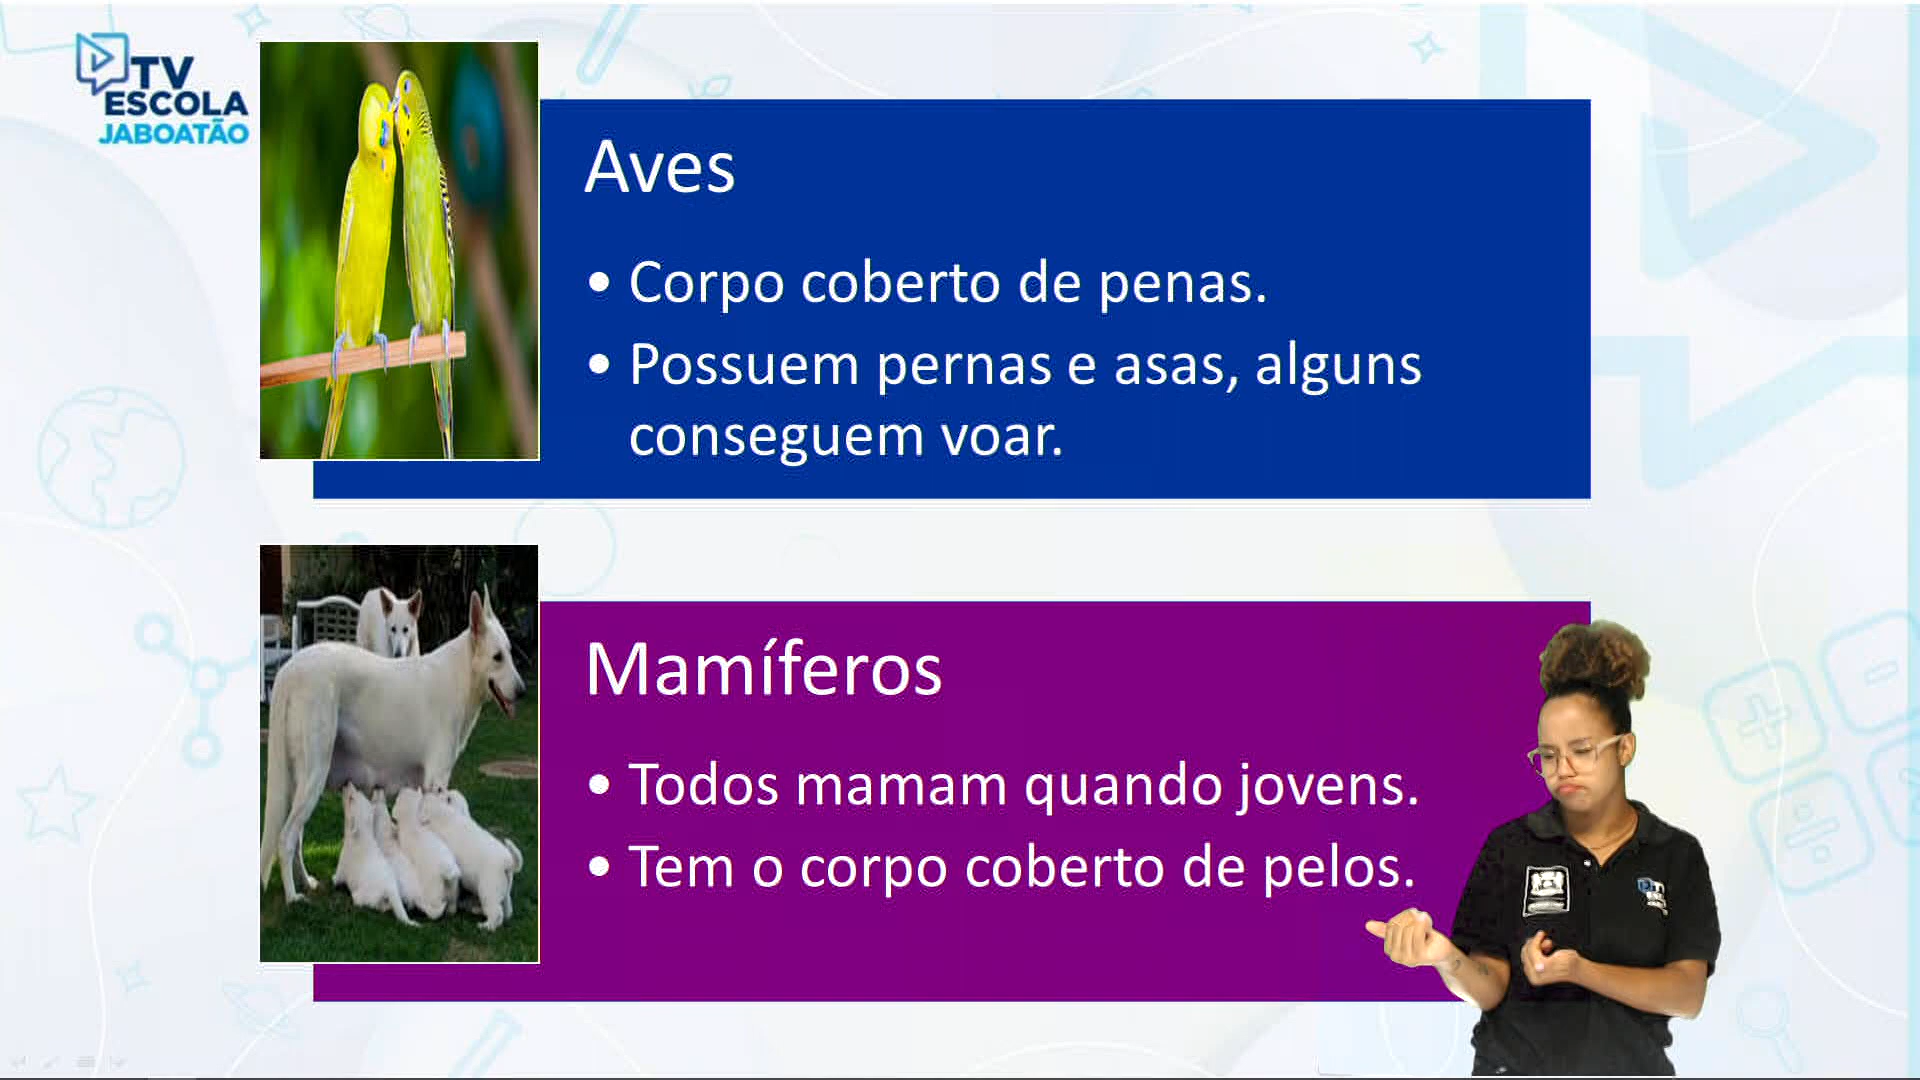 TV
ESCOLA
JABOATÃO
Aves
• Corpo coberto de penas.
• Possuem pernas e asas, alguns
conseguem voar.
Mamíferos
• Todos mamam quando jovens.
• Tem o corpo coberto de pelos.